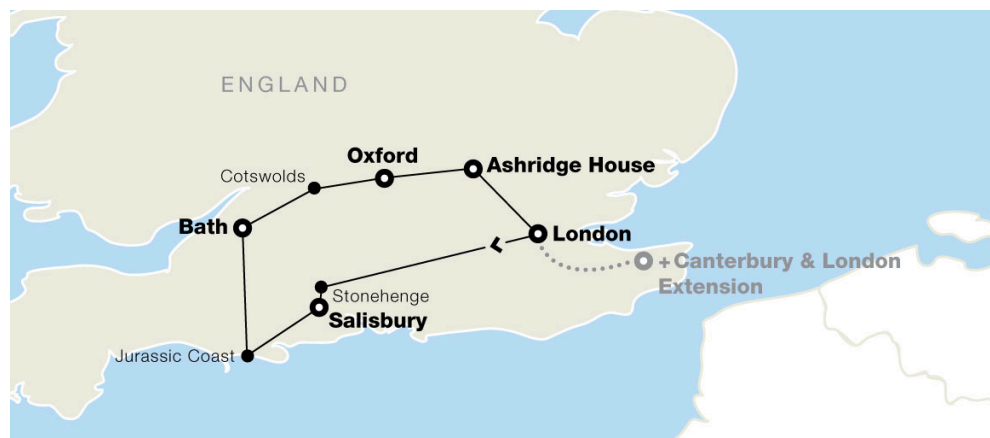 ENGLAND
Oxford
Ashridge House
Cotswolds
Bath
London
+Canterbury & London
Extension
Stonehenge
Salisbury
Jurassic Coast